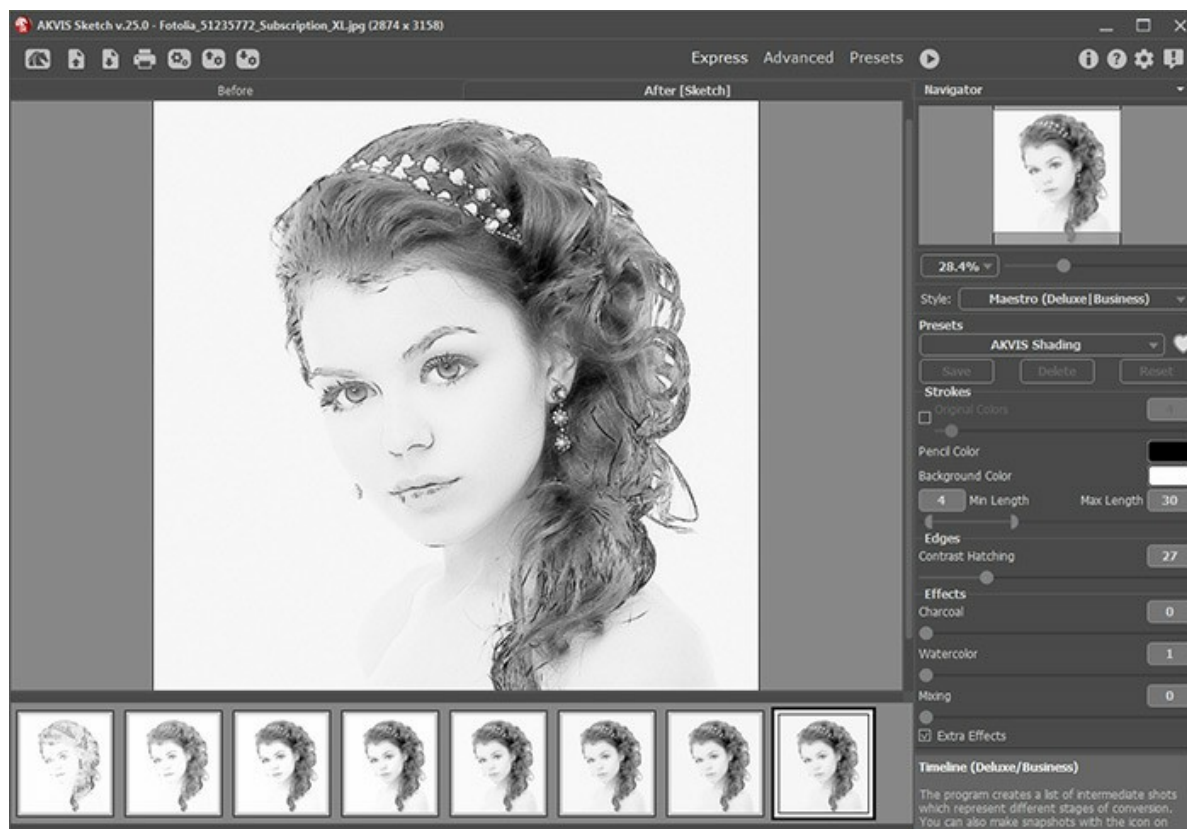 AKVIS Sketch v.25.0 - Fotolia_51235772_Subscription_XL.jpg (2874 x 3158)
Express Advanced Presets
Before After [Sketch] Navigator
28.4%
Style: Maestro (Deluxe|Business)
Presets
AKVIS Shading
Save Delete Reset
Strokes
Original Colors 4
Pencil Color
Background Color
4 Min Length Max Length 30
Edges
Contrast Hatching 27
Effects
Charcoal 0
Watercolor 1
Mixing 0
Extra Effects
Timeline (Deluxe/Business)
The program creates a list of intermediate shots
which represent different stages of conversion.
You can also make snapshots with the icon on